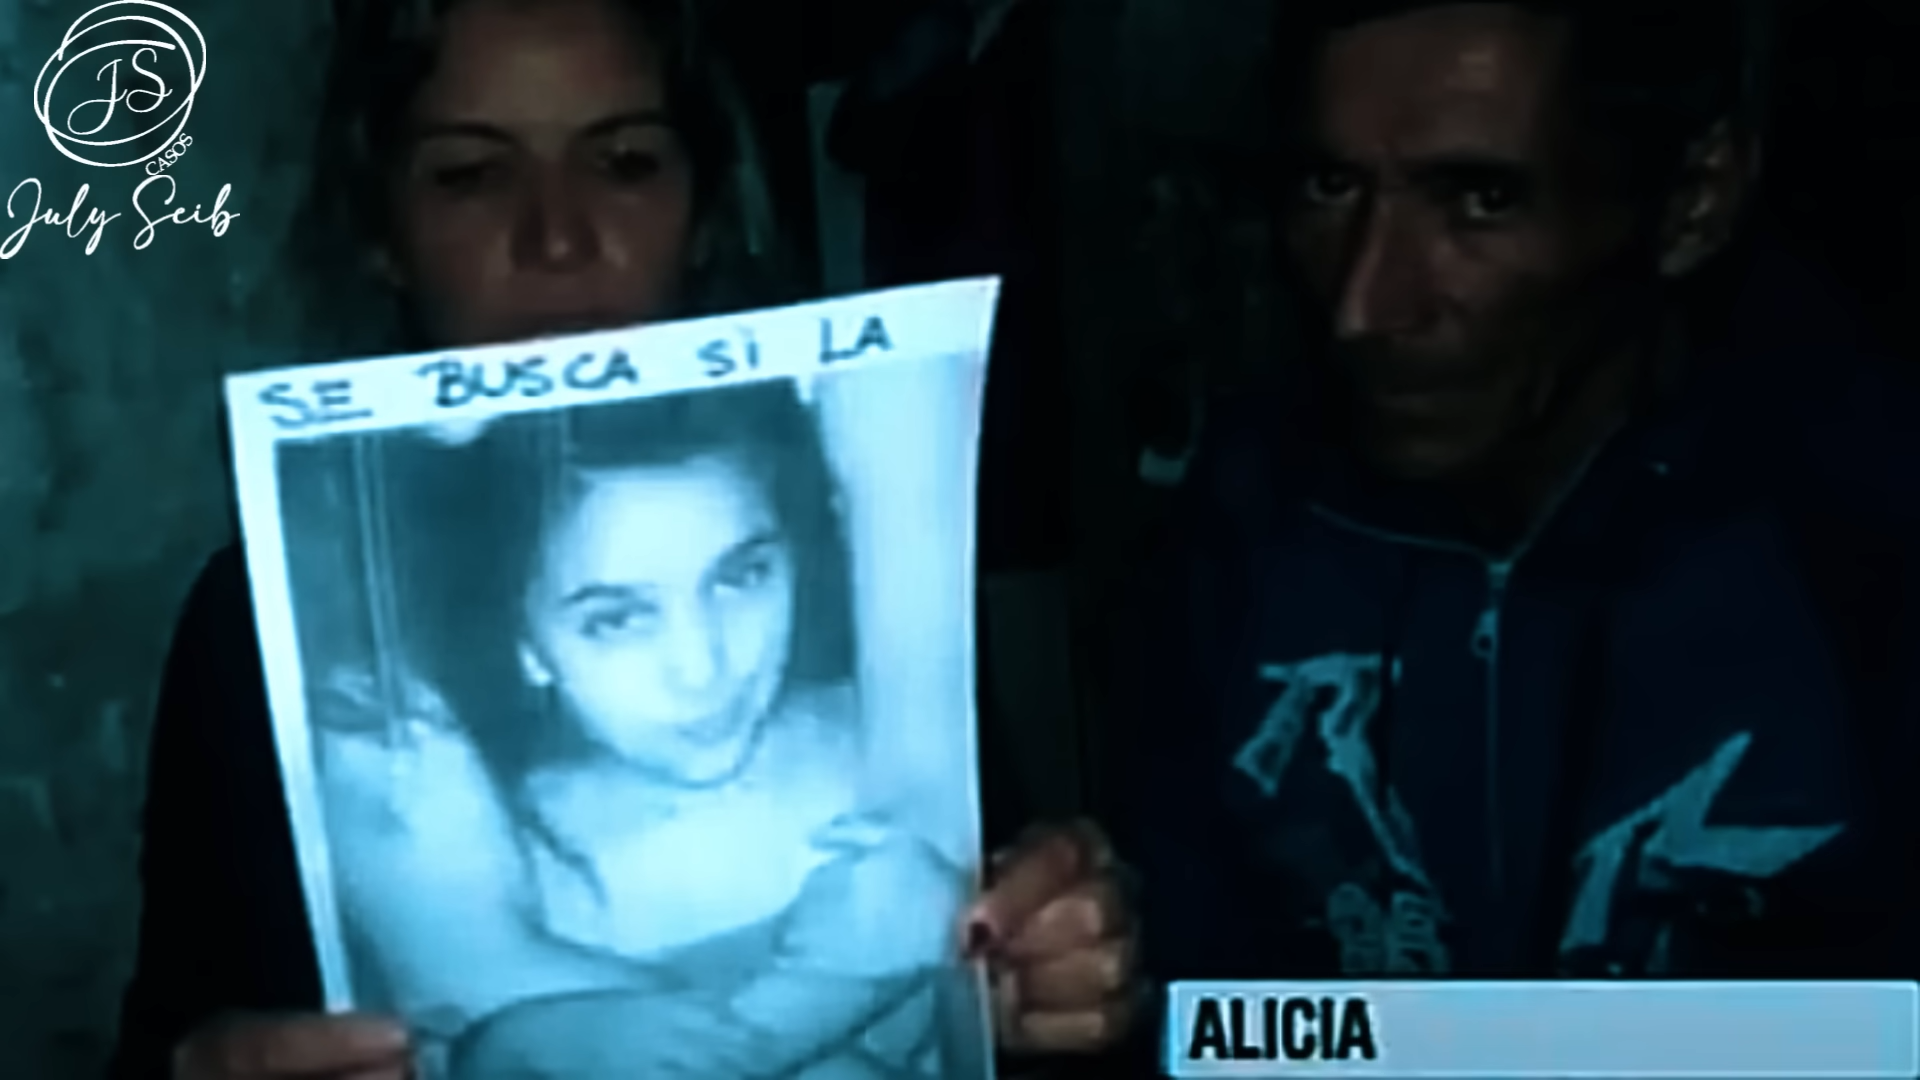 JS
CASOS
July Seib
SE BUSCA SI LA
ALICIA